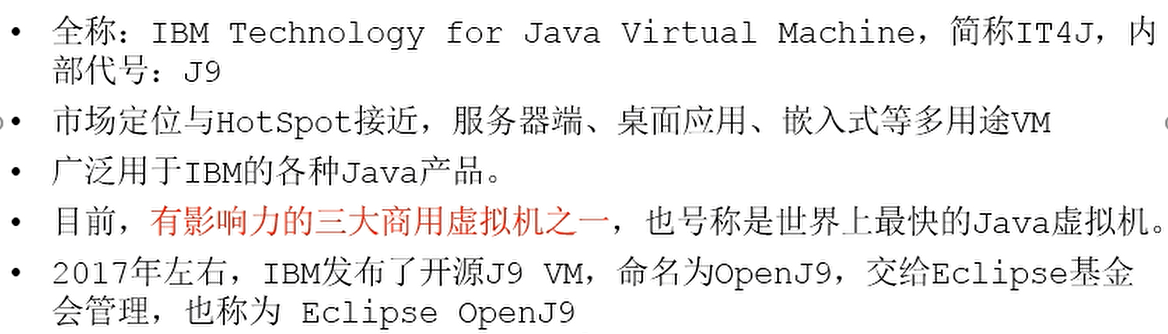 • 全称：IBM Technology for Java Virtual Machine，简称IT4J，内
部代号：J9
• 市场定位与HotSpot接近，服务器端、桌面应用、嵌入式等多用途VM
• 广泛用于IBM的各种Java产品。
• 目前，有影响力的三大商用虚拟机之一，也号称是世界上最快的Java虚拟机。
• 2017年左右，IBM发布了开源J9 VM，命名为OpenJ9，交给Eclipse基金
会管理，也称为 Eclipse OpenJ9